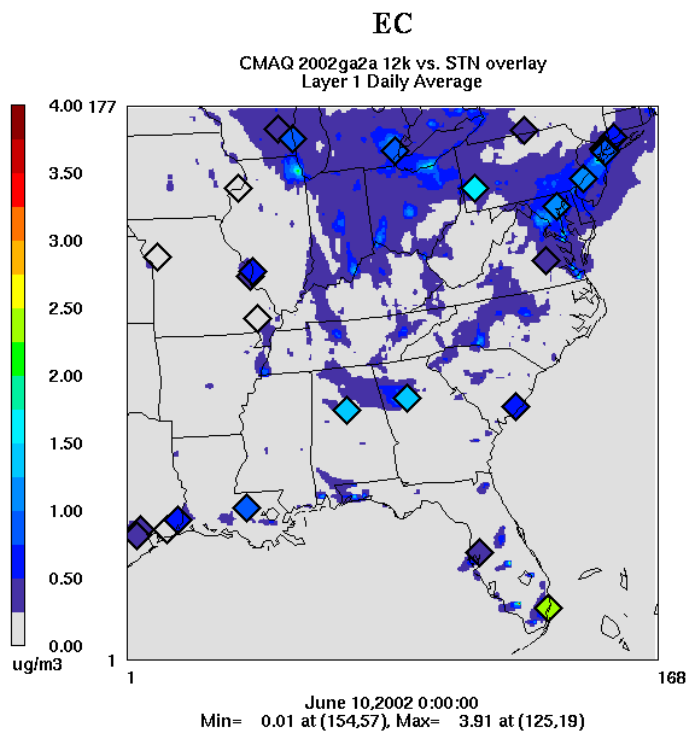 EC
CMAQ 2002ga2a 12k vs. STN overlay
Layer 1 Daily Average
4.00
3.50
3.00
2.50
2.00
1.50
1.00
0.50
0.00
ug/m3
177
1
1
168
June 10,2002 0:00:00
Min= 0.01 at (154,57), Max= 3.91 at (125,19)